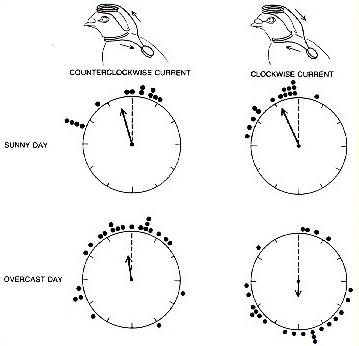 COUNTERCLOCKWISE CURRENT
CLOCKWISE CURRENT
SUNNY DAY
OVERCAST DAY